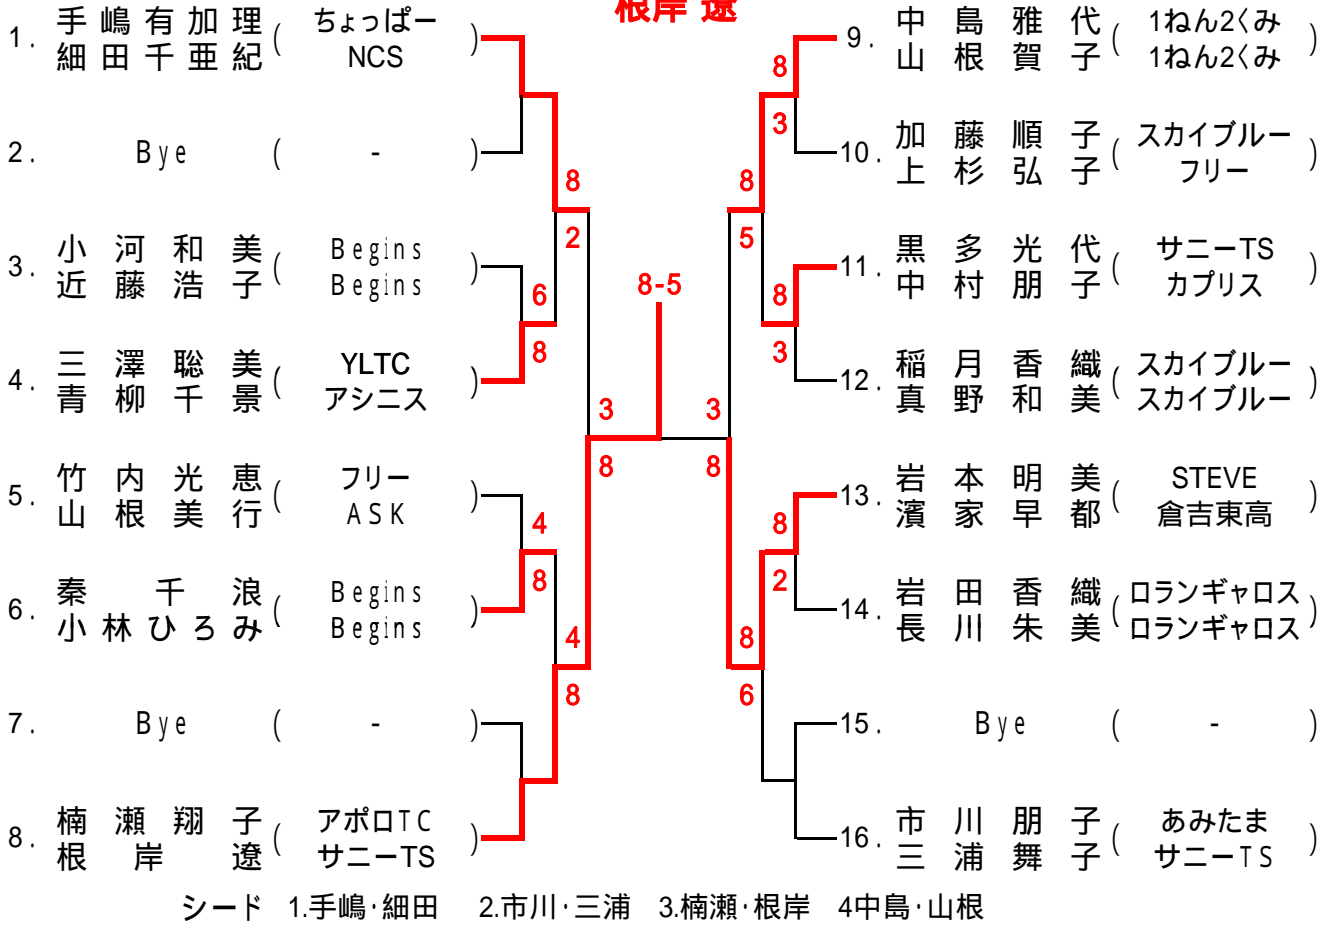 根岸 遼
1. 手嶋有加理 ( ちょっぱー )
細田千亜紀 NCS
2. Bye ( - )
3. 小河和美 ( Begins )
近藤浩子 Begins
4. 三澤聡美 ( YLTC )
青柳千景 アシニス
5. 竹内光恵 ( フリー )
山根美行 ASK
6. 秦千浪 ( Begins )
小林ひろみ Begins
7. Bye ( - )
8. 楠瀬翔子 ( アポロTC )
根岸遼 サニーTS
8
2
6
8
3
8
4
8
4
8
8-5
8
3
8
5
8
3
3
8
8
2
8
6
9. 中島雅代 ( 1ねん2くみ )
山根賀子 1ねん2くみ
10. 加藤順子 ( スカイブルー )
上杉弘子 フリー
11. 黒多光代 ( サニーTS )
中村朋子 カプリス
12. 稲月香織 ( スカイブルー )
真野和美 スカイブルー
13. 岩本明美 ( STEVE )
濱家早都 倉吉東高
14. 岩田香織 ( ロランギャロス )
長川朱美 ロランギャロス
15. Bye ( - )
16. 市川朋子 ( あみたま )
三浦舞子 サニーTS
シード 1.手嶋·細田 2.市川·三浦 3.楠瀬·根岸 4中島·山根